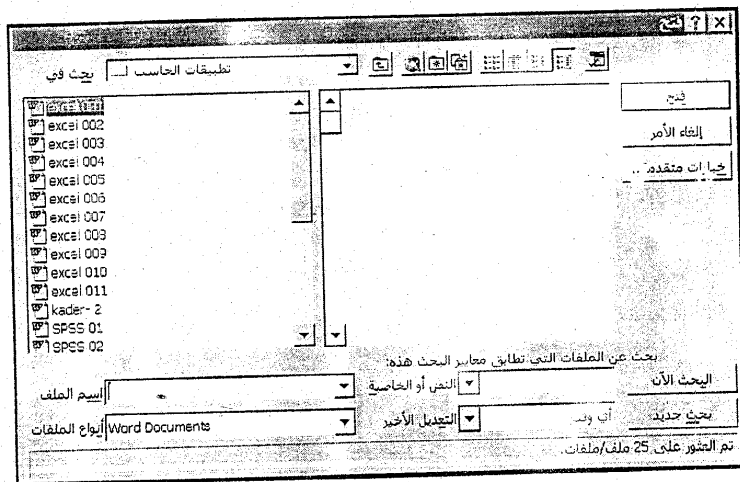 بحث في
تطبيقات الحاسب
excel 002
excel 003
excel 004
excel 005
excel 006
excel 007
excel 008
excel 009
excel 010
excel 011
kader- 2
SPSS 01
SPSS 02
فتح
إلغاء الأمر
خيارات متقدمة ..
بحث عن الملفات التي تطابق معايير البحث هذه:
اسم الملف
النص أو الخاصية
البحث الآن
أنواع الملفات
Word Documents
التعديل الأخير
أي
بحث جديد
تم العثور على 25 ملف/ملفات.